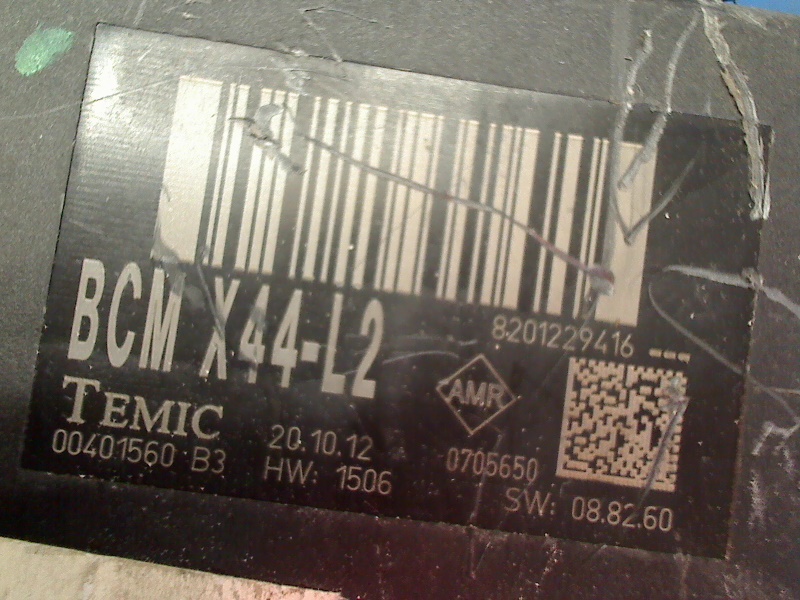 8201229416 ---
BCM X44-L2
TEMIC
AMR
00401560 B3
20.10.12
HW: 1506
0705650
SW: 08.82.60